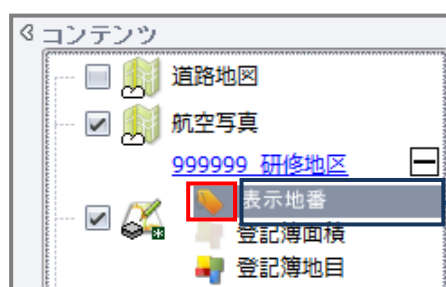 コンテンツ
道路地図
航空写真
999999_研修地区
表示地番
登記簿面積
登記簿地目